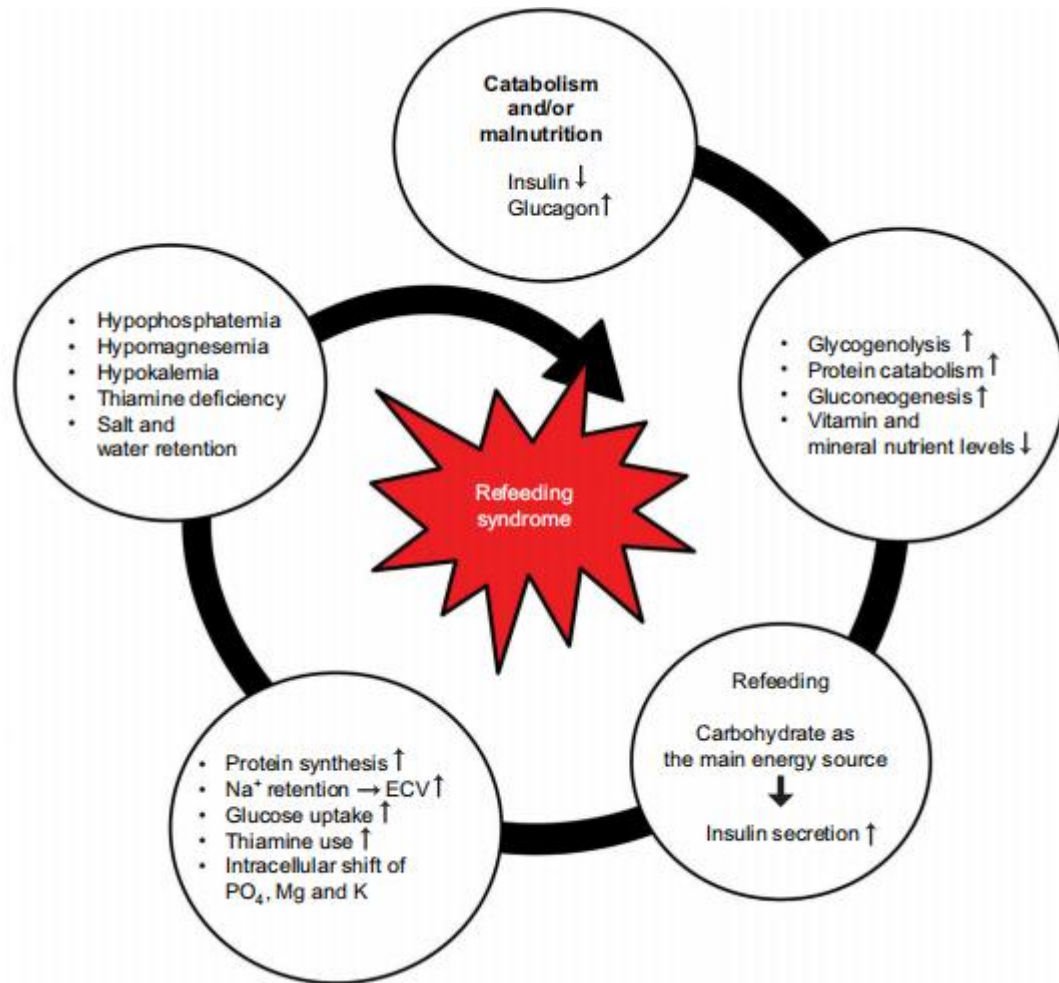 Catabolism
and/or
malnutrition
Insulin ↓
Glucagon ↑
• Glycogenolysis ↑
• Protein catabolism ↑
• Gluconeogenesis ↑
• Vitamin and
mineral nutrient levels ↓
Refeeding
Carbohydrate as
the main energy source
Insulin secretion ↑
• Protein synthesis ↑
• Na⁺ retention → ECV ↑
• Glucose uptake ↑
• Thiamine use ↑
• Intracellular shift of
PO₄, Mg and K
• Hypophosphatemia
• Hypomagnesemia
• Hypokalemia
• Thiamine deficiency
• Salt and
water retention
Refeeding
syndrome